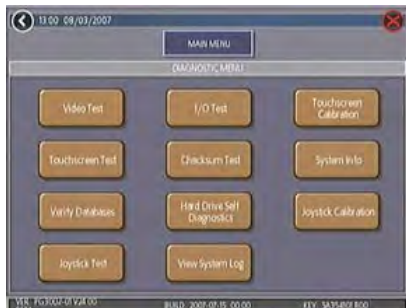 13:00 08/03/2007
MAIN MENU
DIAGNOSTIC MENU
Video Test
I/O Test
Touchscreen
Calibration
Touchscreen Test
Checksum Test
System Info
Verify Databases
Hard Drive Self
Diagnostics
Joystick Calibration
Joystick Test
View System Log
BUILD 2007-07-15 00:00